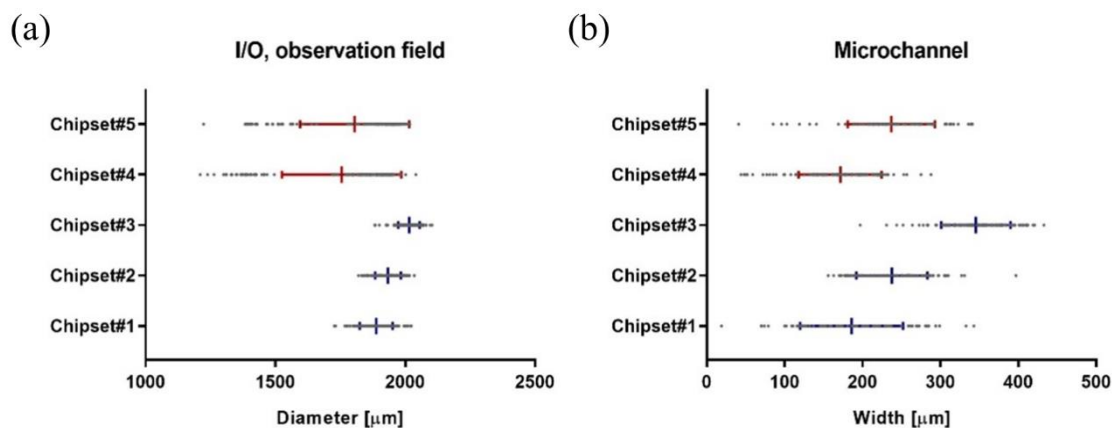 (a)
I/O, observation field
Chipset#5
Chipset#4
Chipset#3
Chipset#2
Chipset#1
1000 1500 2000 2500
Diameter [μm]
(b)
Microchannel
Chipset#5
Chipset#4
Chipset#3
Chipset#2
Chipset#1
0 100 200 300 400 500
Width [μm]